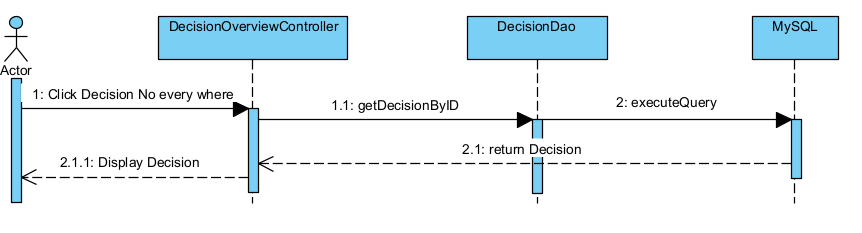 DecisionOverviewController
DecisionDao
MySQL
Actor
1: Click Decision No every where
1.1: getDecisionByID
2: executeQuery
2.1: return Decision
2.1.1: Display Decision